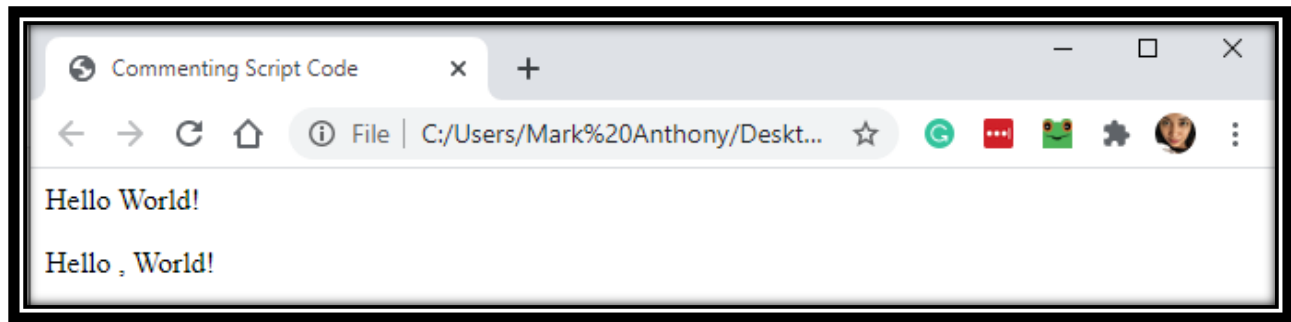 Commenting Script Code
File C:/Users/Mark%20Anthony/Deskt...
Hello World!
Hello , World!